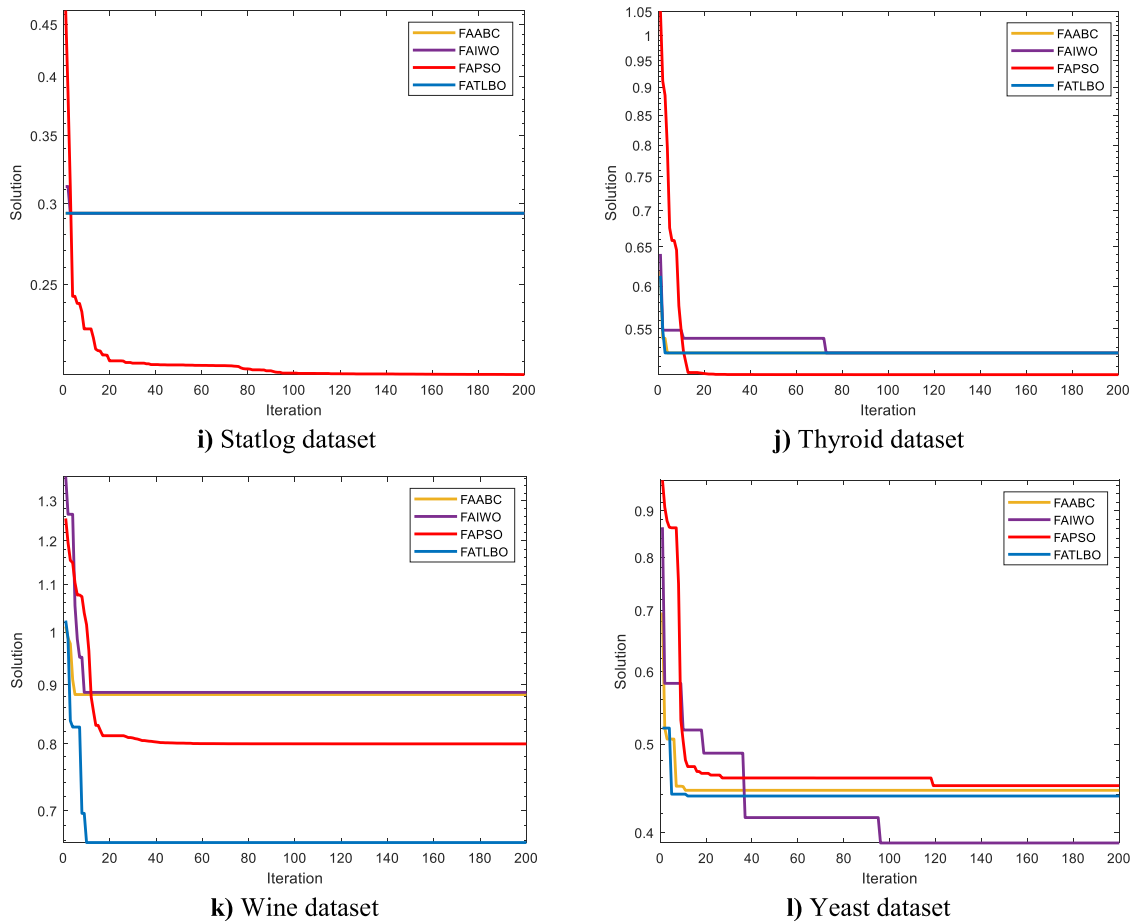 0.45
0.4
0.35
0.3
0.25
Solution
0 20 40 60 80 100 120 140 160 180 200
Iteration
FAABC
FAIWO
FAPSO
FATLBO
i) Statlog dataset
1.05
1
0.95
0.9
0.85
0.8
0.75
0.7
0.65
0.6
0.55
Solution
0 20 40 60 80 100 120 140 160 180 200
Iteration
FAABC
FAIWO
FAPSO
FATLBO
j) Thyroid dataset
1.3
1.2
1.1
1
0.9
0.8
0.7
Solution
0 20 40 60 80 100 120 140 160 180 200
Iteration
FAABC
FAIWO
FAPSO
FATLBO
k) Wine dataset
0.9
0.8
0.7
0.6
0.5
0.4
Solution
0 20 40 60 80 100 120 140 160 180 200
Iteration
FAABC
FAIWO
FAPSO
FATLBO
l) Yeast dataset